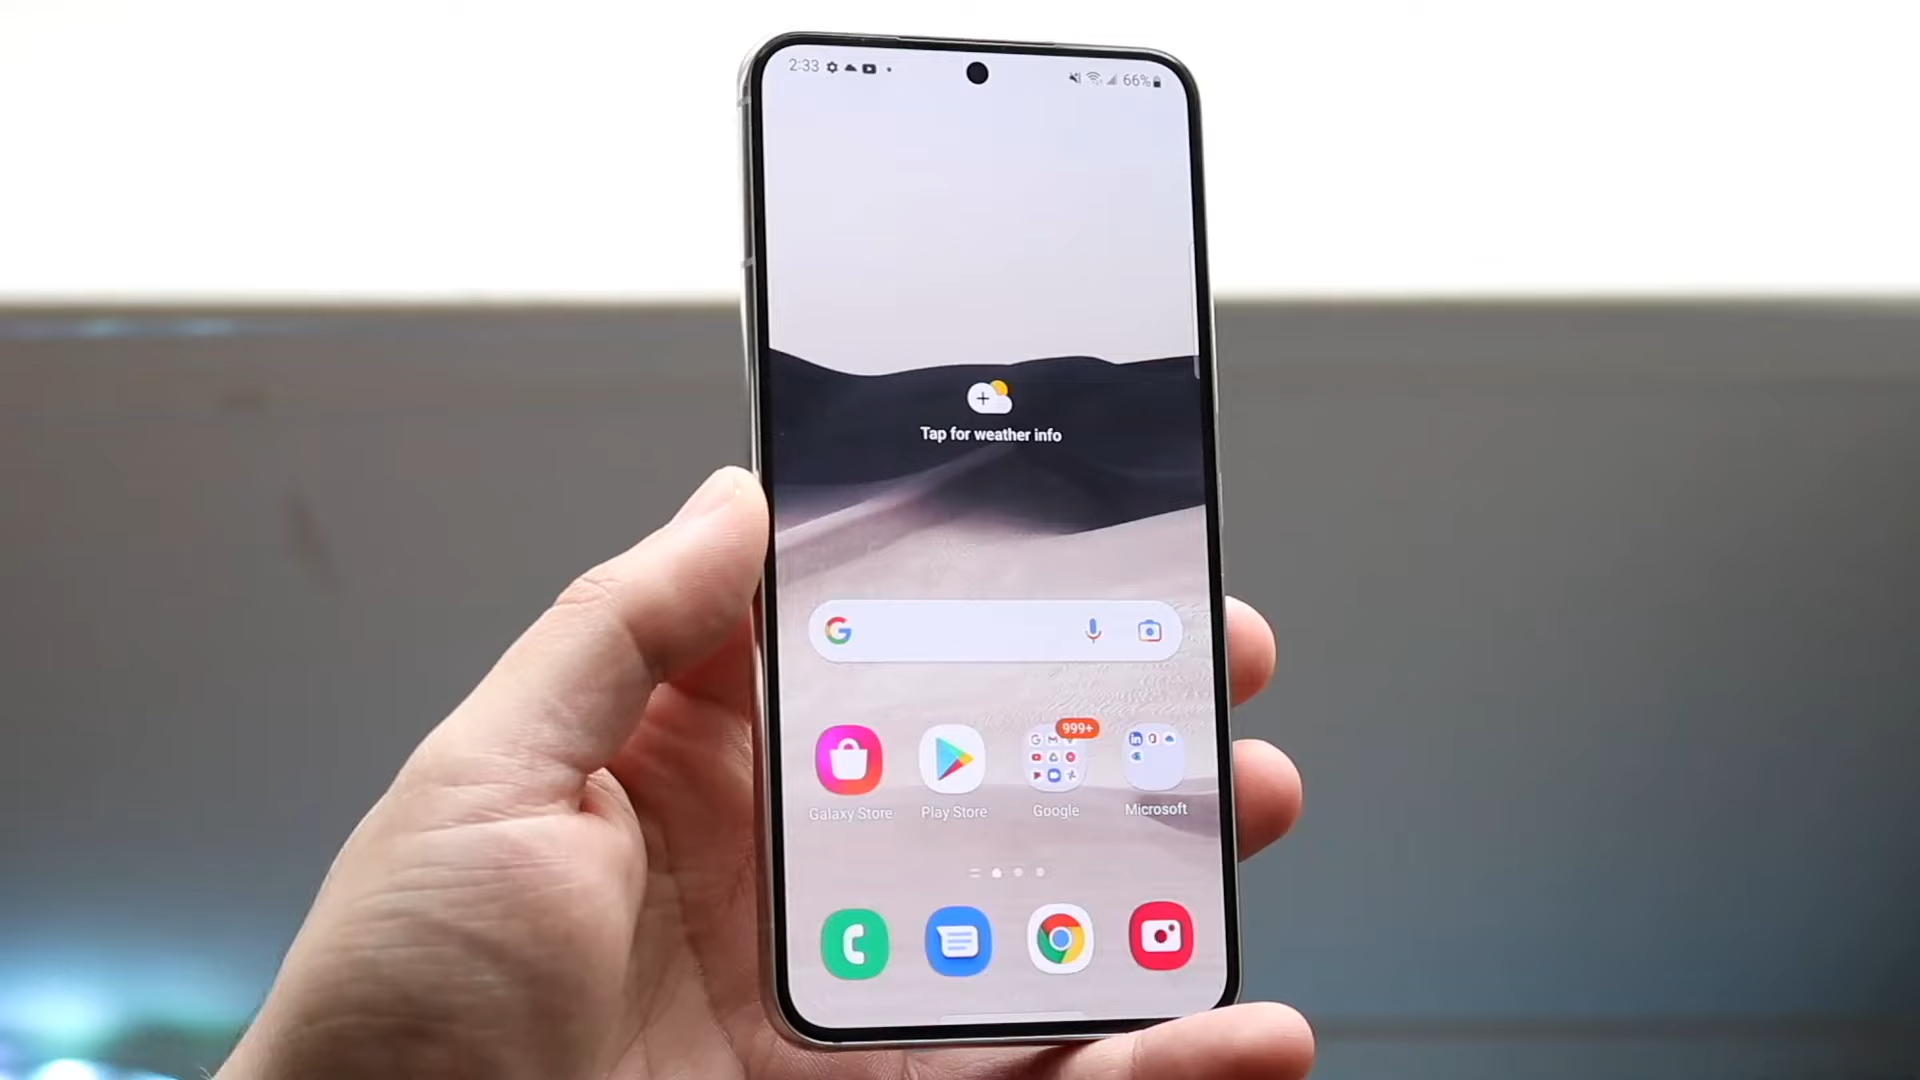 2:33
66%
Tap for weather info
999+
Galaxy Store
Play Store
Google
Microsoft